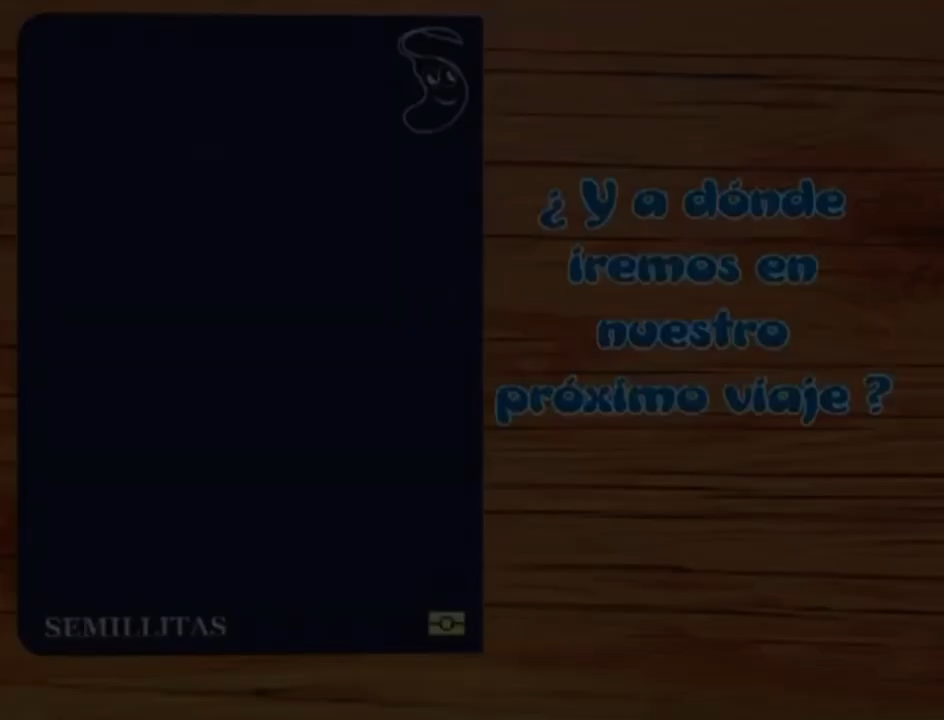 ¿ Y a dónde
iremos en
nuestro
próximo viaje ?
SEMILLITAS